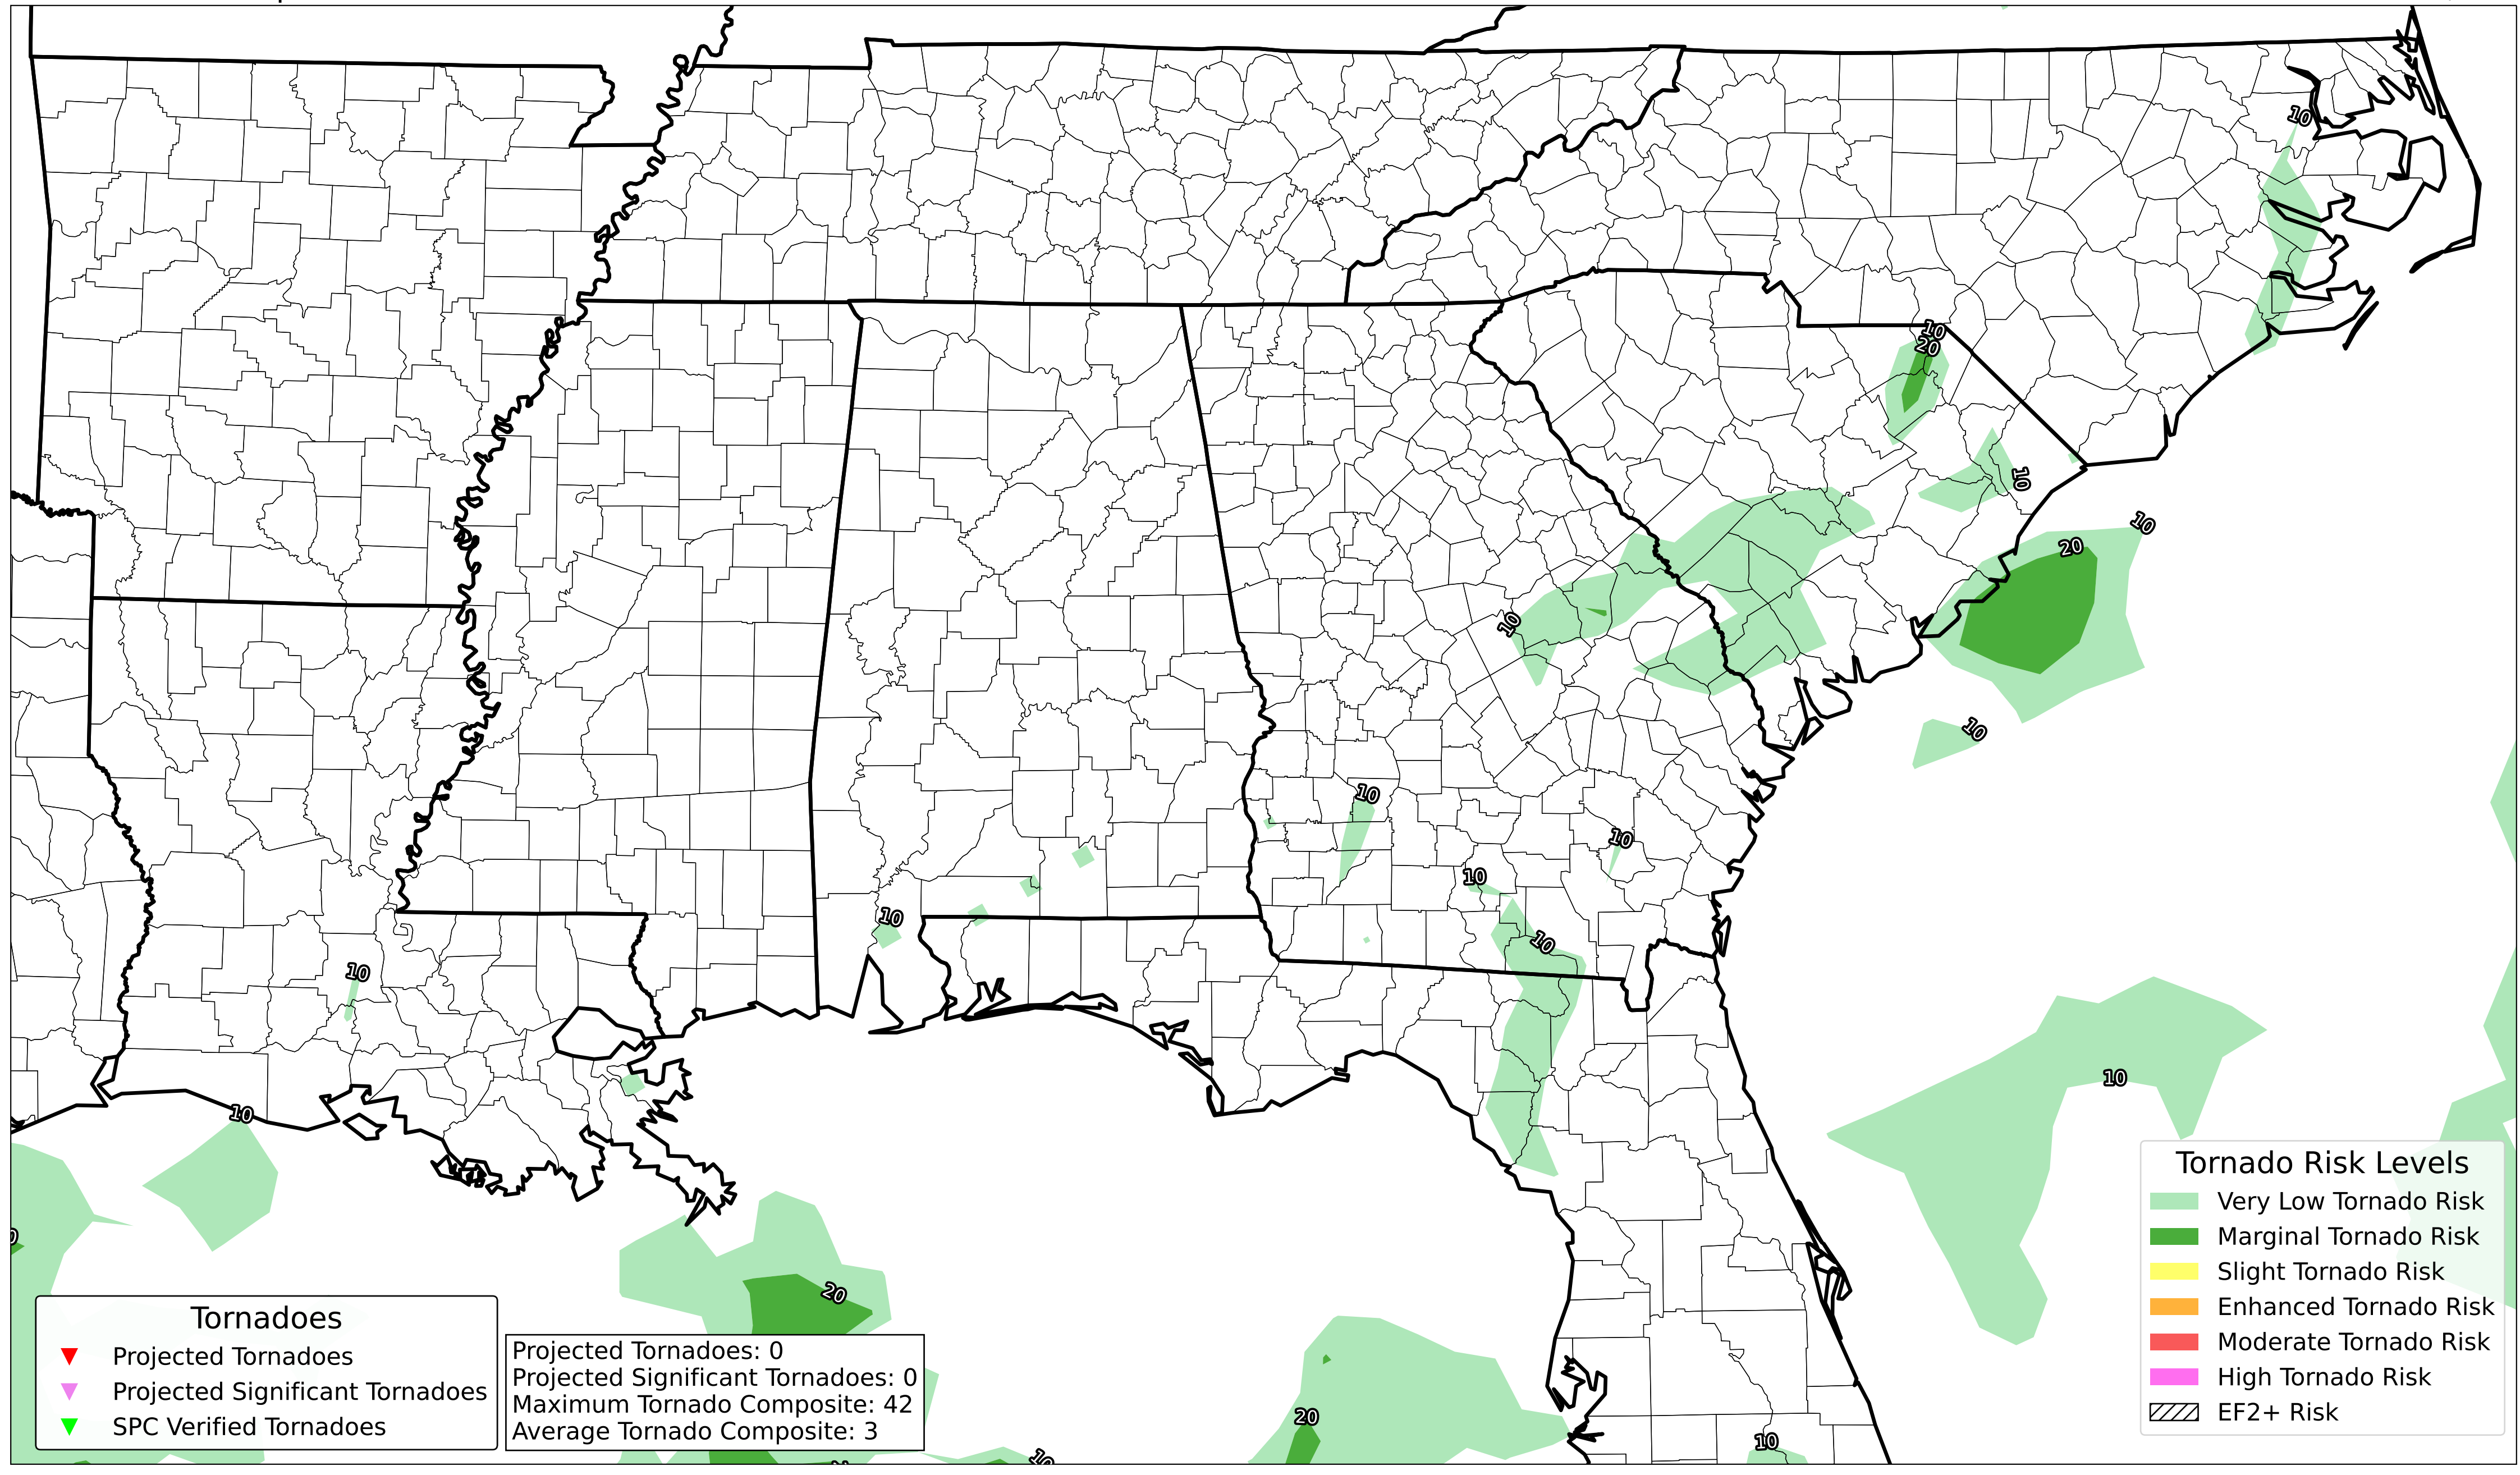 10
10
20
10
10
20
10
10
10
10
10
10
10
10
10
10
20
20
10
10
Tornado Risk Levels
Very Low Tornado Risk
Marginal Tornado Risk
Slight Tornado Risk
Enhanced Tornado Risk
Moderate Tornado Risk
High Tornado Risk
EF2+ Risk
Tornadoes
Projected Tornadoes
Projected Significant Tornadoes
SPC Verified Tornadoes
Projected Tornadoes: 0
Projected Significant Tornadoes: 0
Maximum Tornado Composite: 42
Average Tornado Composite: 3